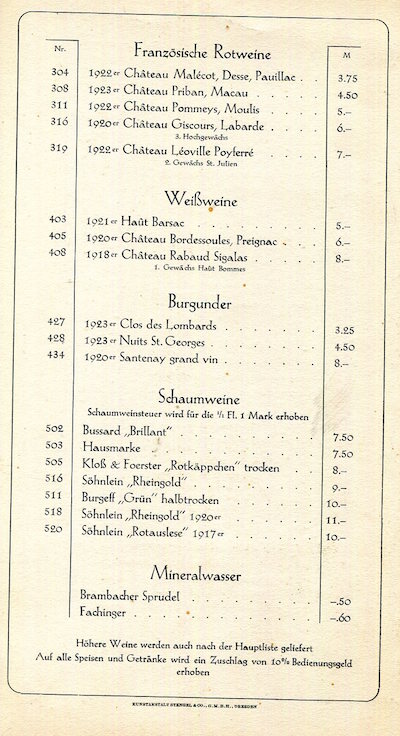 Nr. Französische Rotweine M
304 1922er Château Malécot, Desse, Pauillac . . 3.75
308 1923er Château Priban, Macau . . . . 4.50
311 1922er Château Pommeys, Moulis . . . . 5.–
316 1920er Château Giscours, Labarde . . . . 6.–
3. Hochgewächs
319 1922er Château Léoville Poyferré . . . . 7.–
2. Gewächs St. Julien
Weißweine
403 1921er Haût Barsac . . . . . . . . 5.–
405 1920er Château Bordessoules, Preignac . . . 6.–
408 1918er Château Rabaud Sigalas . . . . 8.–
1. Gewächs Haût Bommes
Burgunder
427 1923er Clos des Lombards . . . . . . 3.25
428 1923er Nuits St. Georges . . . . . . 4.50
434 1920er Santenay grand vin . . . . . . 8.–
Schaumweine
Schaumweinsteuer wird für die 1/1 Fl. 1 Mark erhoben
502 Bussard „Brillant“ . . . . . . . . 7.50
503 Hausmarke . . . . . . . . . 7.50
505 Kloß & Foerster „Rotkäppchen“ trocken . . . 8.–
516 Söhnlein „Rheingold“ . . . . . . . 9.–
511 Burgeff „Grün“ halbtrocken . . . . . . 10.–
518 Söhnlein „Rheingold“ 1920er . . . . . . 11.–
520 Söhnlein „Rotauslese“ 1917er . . . . . . 10.–
Mineralwasser
Brambacher Sprudel . . . . . . . –.50
Fachinger . . . . . . . . . –.60
Höhere Weine werden auch nach der Hauptliste geliefert
Auf alle Speisen und Getränke wird ein Zuschlag von 10% Bedienungsgeld
erhoben
KUNSTANSTALT STENGEL & CO., G.M.B.H., DRESDEN